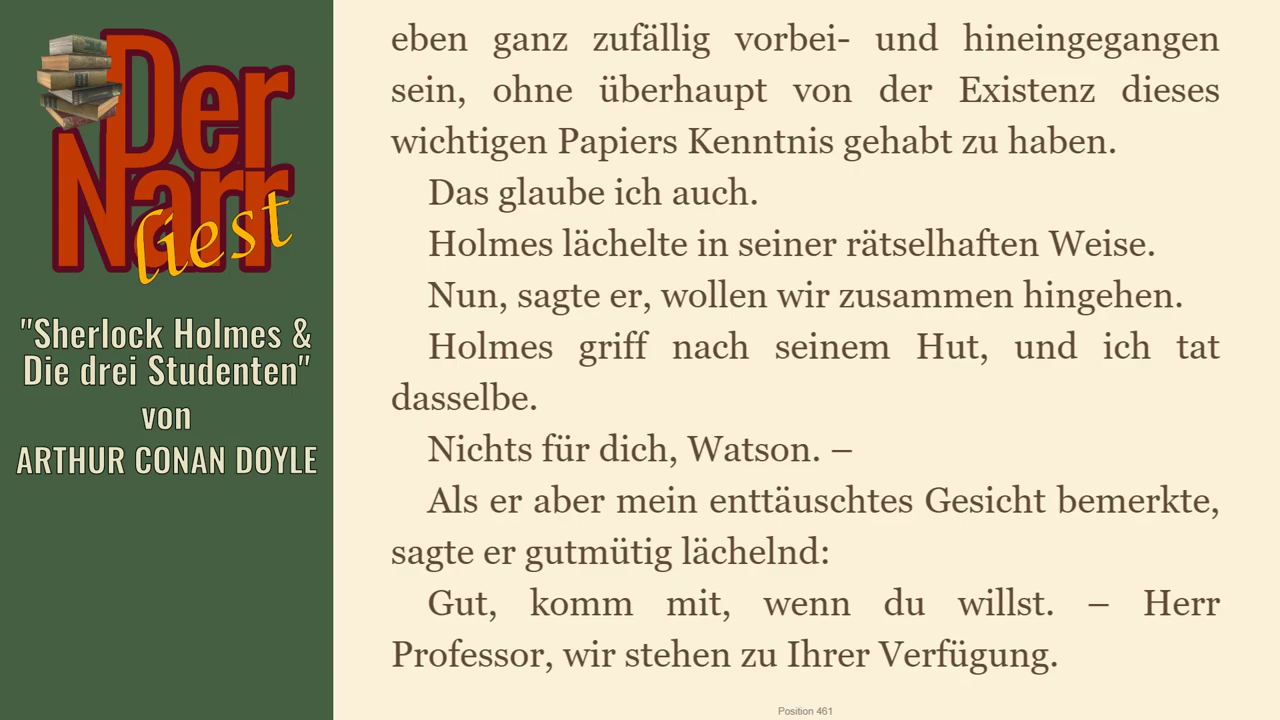 Der
Narr
liest
"Sherlock Holmes &
Die drei Studenten"
von
ARTHUR CONAN DOYLE
eben ganz zufällig vorbei- und hineingegangen
sein, ohne überhaupt von der Existenz dieses
wichtigen Papiers Kenntnis gehabt zu haben.
Das glaube ich auch.
Holmes lächelte in seiner rätselhaften Weise.
Nun, sagte er, wollen wir zusammen hingehen.
Holmes griff nach seinem Hut, und ich tat
dasselbe.
Nichts für dich, Watson. –
Als er aber mein enttäuschtes Gesicht bemerkte,
sagte er gutmütig lächelnd:
Gut, komm mit, wenn du willst. – Herr
Professor, wir stehen zu Ihrer Verfügung.
Position 461